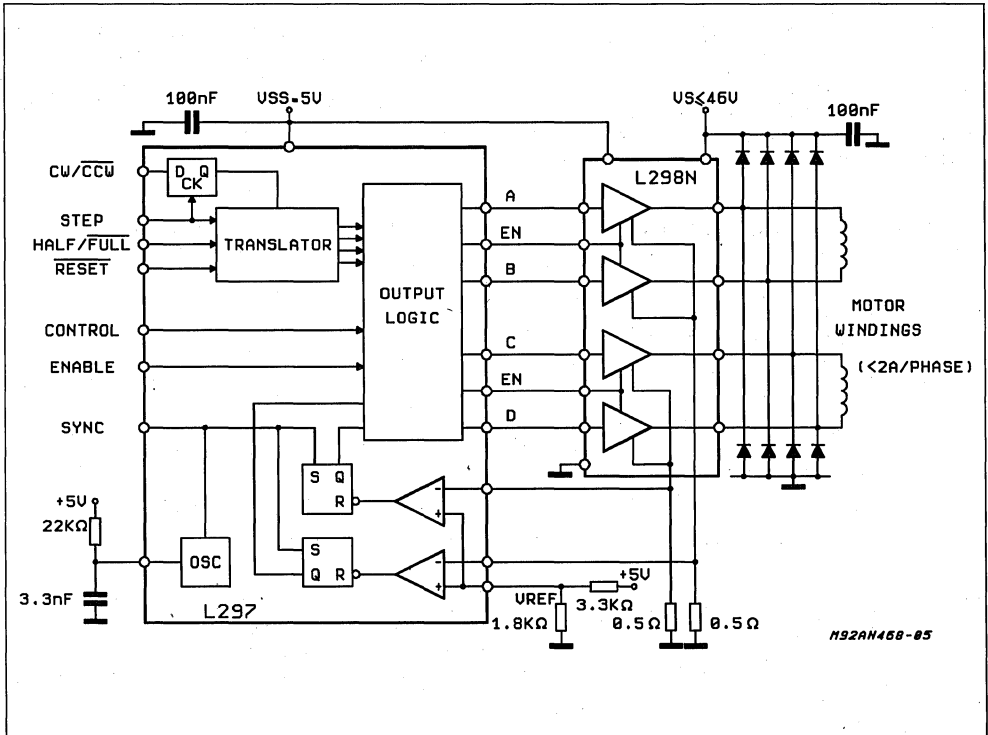 100nF
VSS=5V
VS≤46V
100nF
CW/CCW
D Q
CK
L298N
STEP
HALF/FULL
RESET
TRANSLATOR
A
EN
B
OUTPUT
LOGIC
MOTOR
WINDINGS
(<2A/PHASE)
CONTROL
ENABLE
C
EN
D
SYNC
S Q
R
-
+
+5V
22KΩ
OSC
S
Q R
-
+
3.3nF
L297
VREF
+5V
3.3KΩ
1.8KΩ
0.5Ω
0.5Ω
M92AN468-05